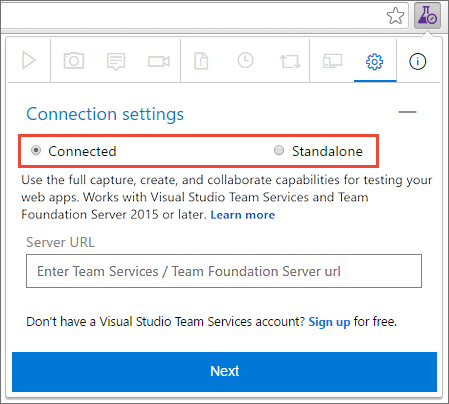 Connection settings
Connected
Standalone
Use the full capture, create, and collaborate capabilities for testing your
web apps. Works with Visual Studio Team Services and Team
Foundation Server 2015 or later. Learn more
Server URL
Enter Team Services / Team Foundation Server url
Don't have a Visual Studio Team Services account? Sign up for free.
Next